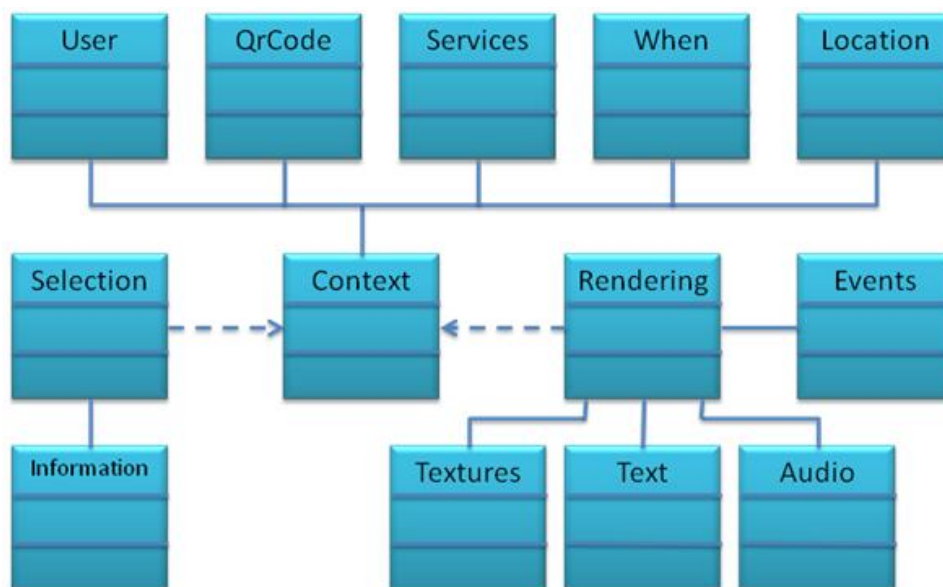 User
QrCode
Services
When
Location
Selection
Context
Rendering
Events
Information
Textures
Text
Audio